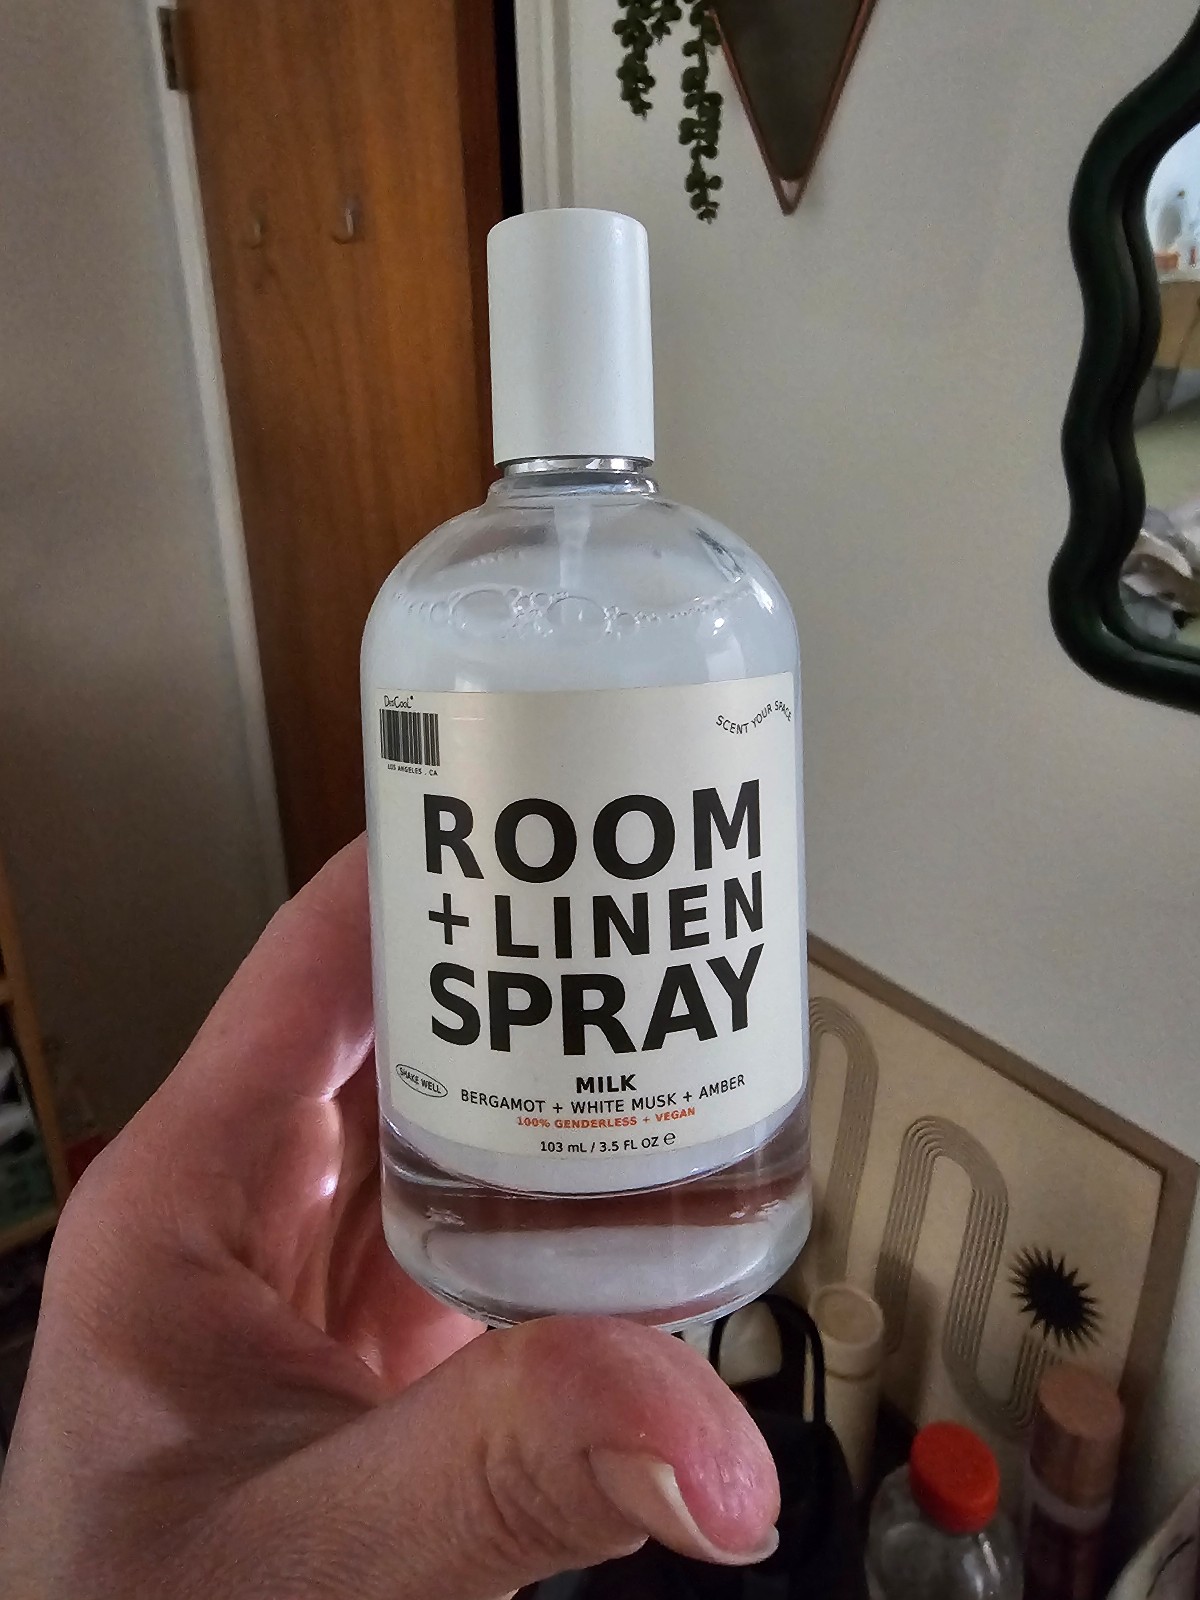 DedCool
LOS ANGELES . CA
SCENT YOUR SPACE
ROOM
+ LINEN
SPRAY
SHAKE WELL
MILK
BERGAMOT + WHITE MUSK + AMBER
100% GENDERLESS + VEGAN
103 mL / 3.5 FL OZ ℮